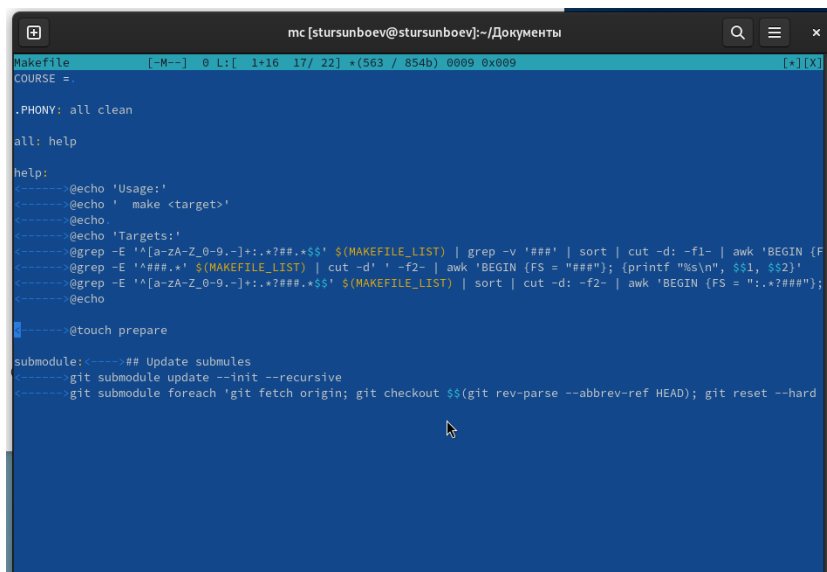 mc [stursunboev@stursunboev]:~/Документы
Makefile [-M--] 0 L:[ 1+16 17/ 22] *(563 / 854b) 0009 0x009 [*][X]
COURSE =.
.PHONY: all clean
all: help
help:
<------>@echo 'Usage:'
<------>@echo '  make <target>'
<------>@echo.
<------>@echo 'Targets:'
<------>@grep -E '^[a-zA-Z_0-9.-]+:.*?##.*$$' $(MAKEFILE_LIST) | grep -v '###' | sort | cut -d: -f1- | awk 'BEGIN {F
<------>@grep -E '^###.*' $(MAKEFILE_LIST) | cut -d' ' -f2- | awk 'BEGIN {FS = "###"}; {printf "%s\n", $$1, $$2}'
<------>@grep -E '^[a-zA-Z_0-9.-]+:.*?###.*$$' $(MAKEFILE_LIST) | sort | cut -d: -f2- | awk 'BEGIN {FS = ":.*?###"};
<------>@echo
<------>@touch prepare
submodule:<---->## Update submules
<------>git submodule update --init --recursive
<------>git submodule foreach 'git fetch origin; git checkout $$(git rev-parse --abbrev-ref HEAD); git reset --hard